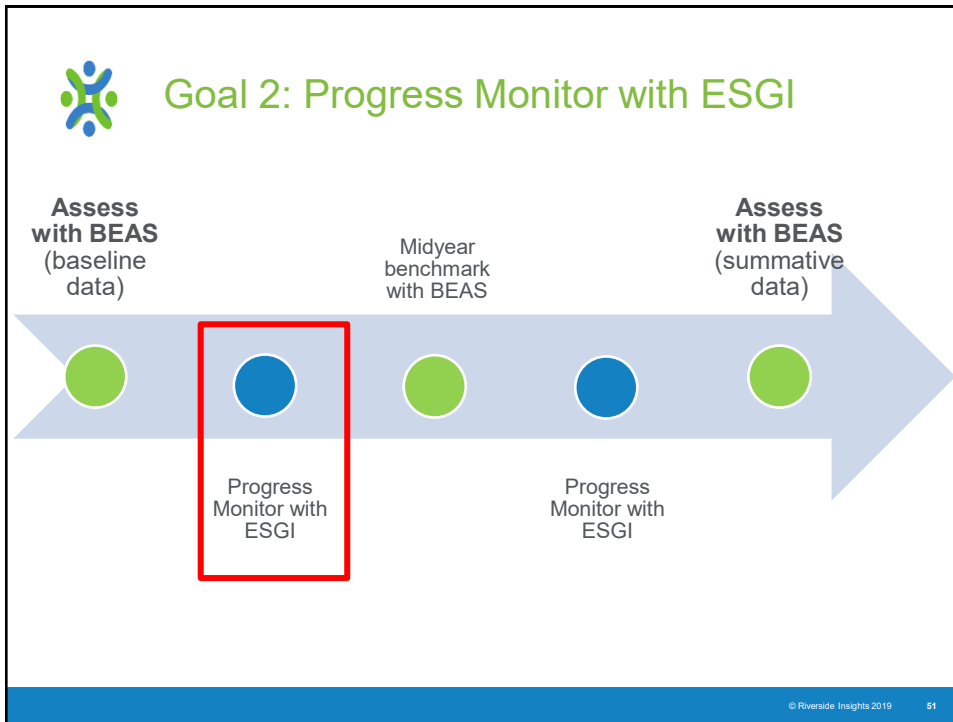 Goal 2: Progress Monitor with ESGI
Assess
with BEAS
(baseline
data)
Midyear
benchmark
with BEAS
Assess
with BEAS
(summative
data)
Progress
Monitor with
ESGI
Progress
Monitor with
ESGI
© Riverside Insights 2019 51